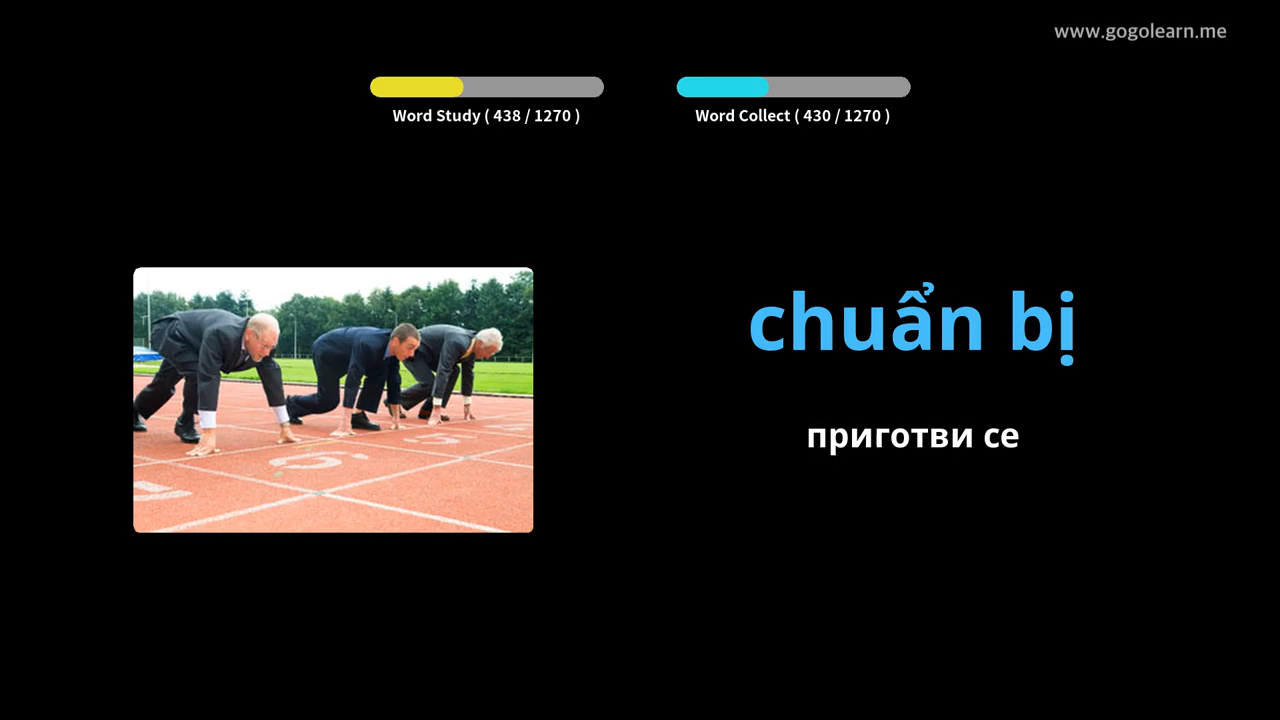 www.gogolearn.me
Word Study ( 438 / 1270 )
Word Collect ( 430 / 1270 )
chuẩn bị
приготви се